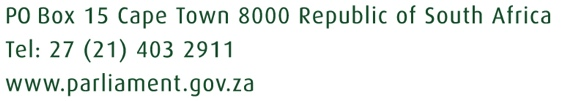 PO Box 15 Cape Town 8000 Republic of South Africa
Tel: 27 (21) 403 2911
www.parliament.gov.za